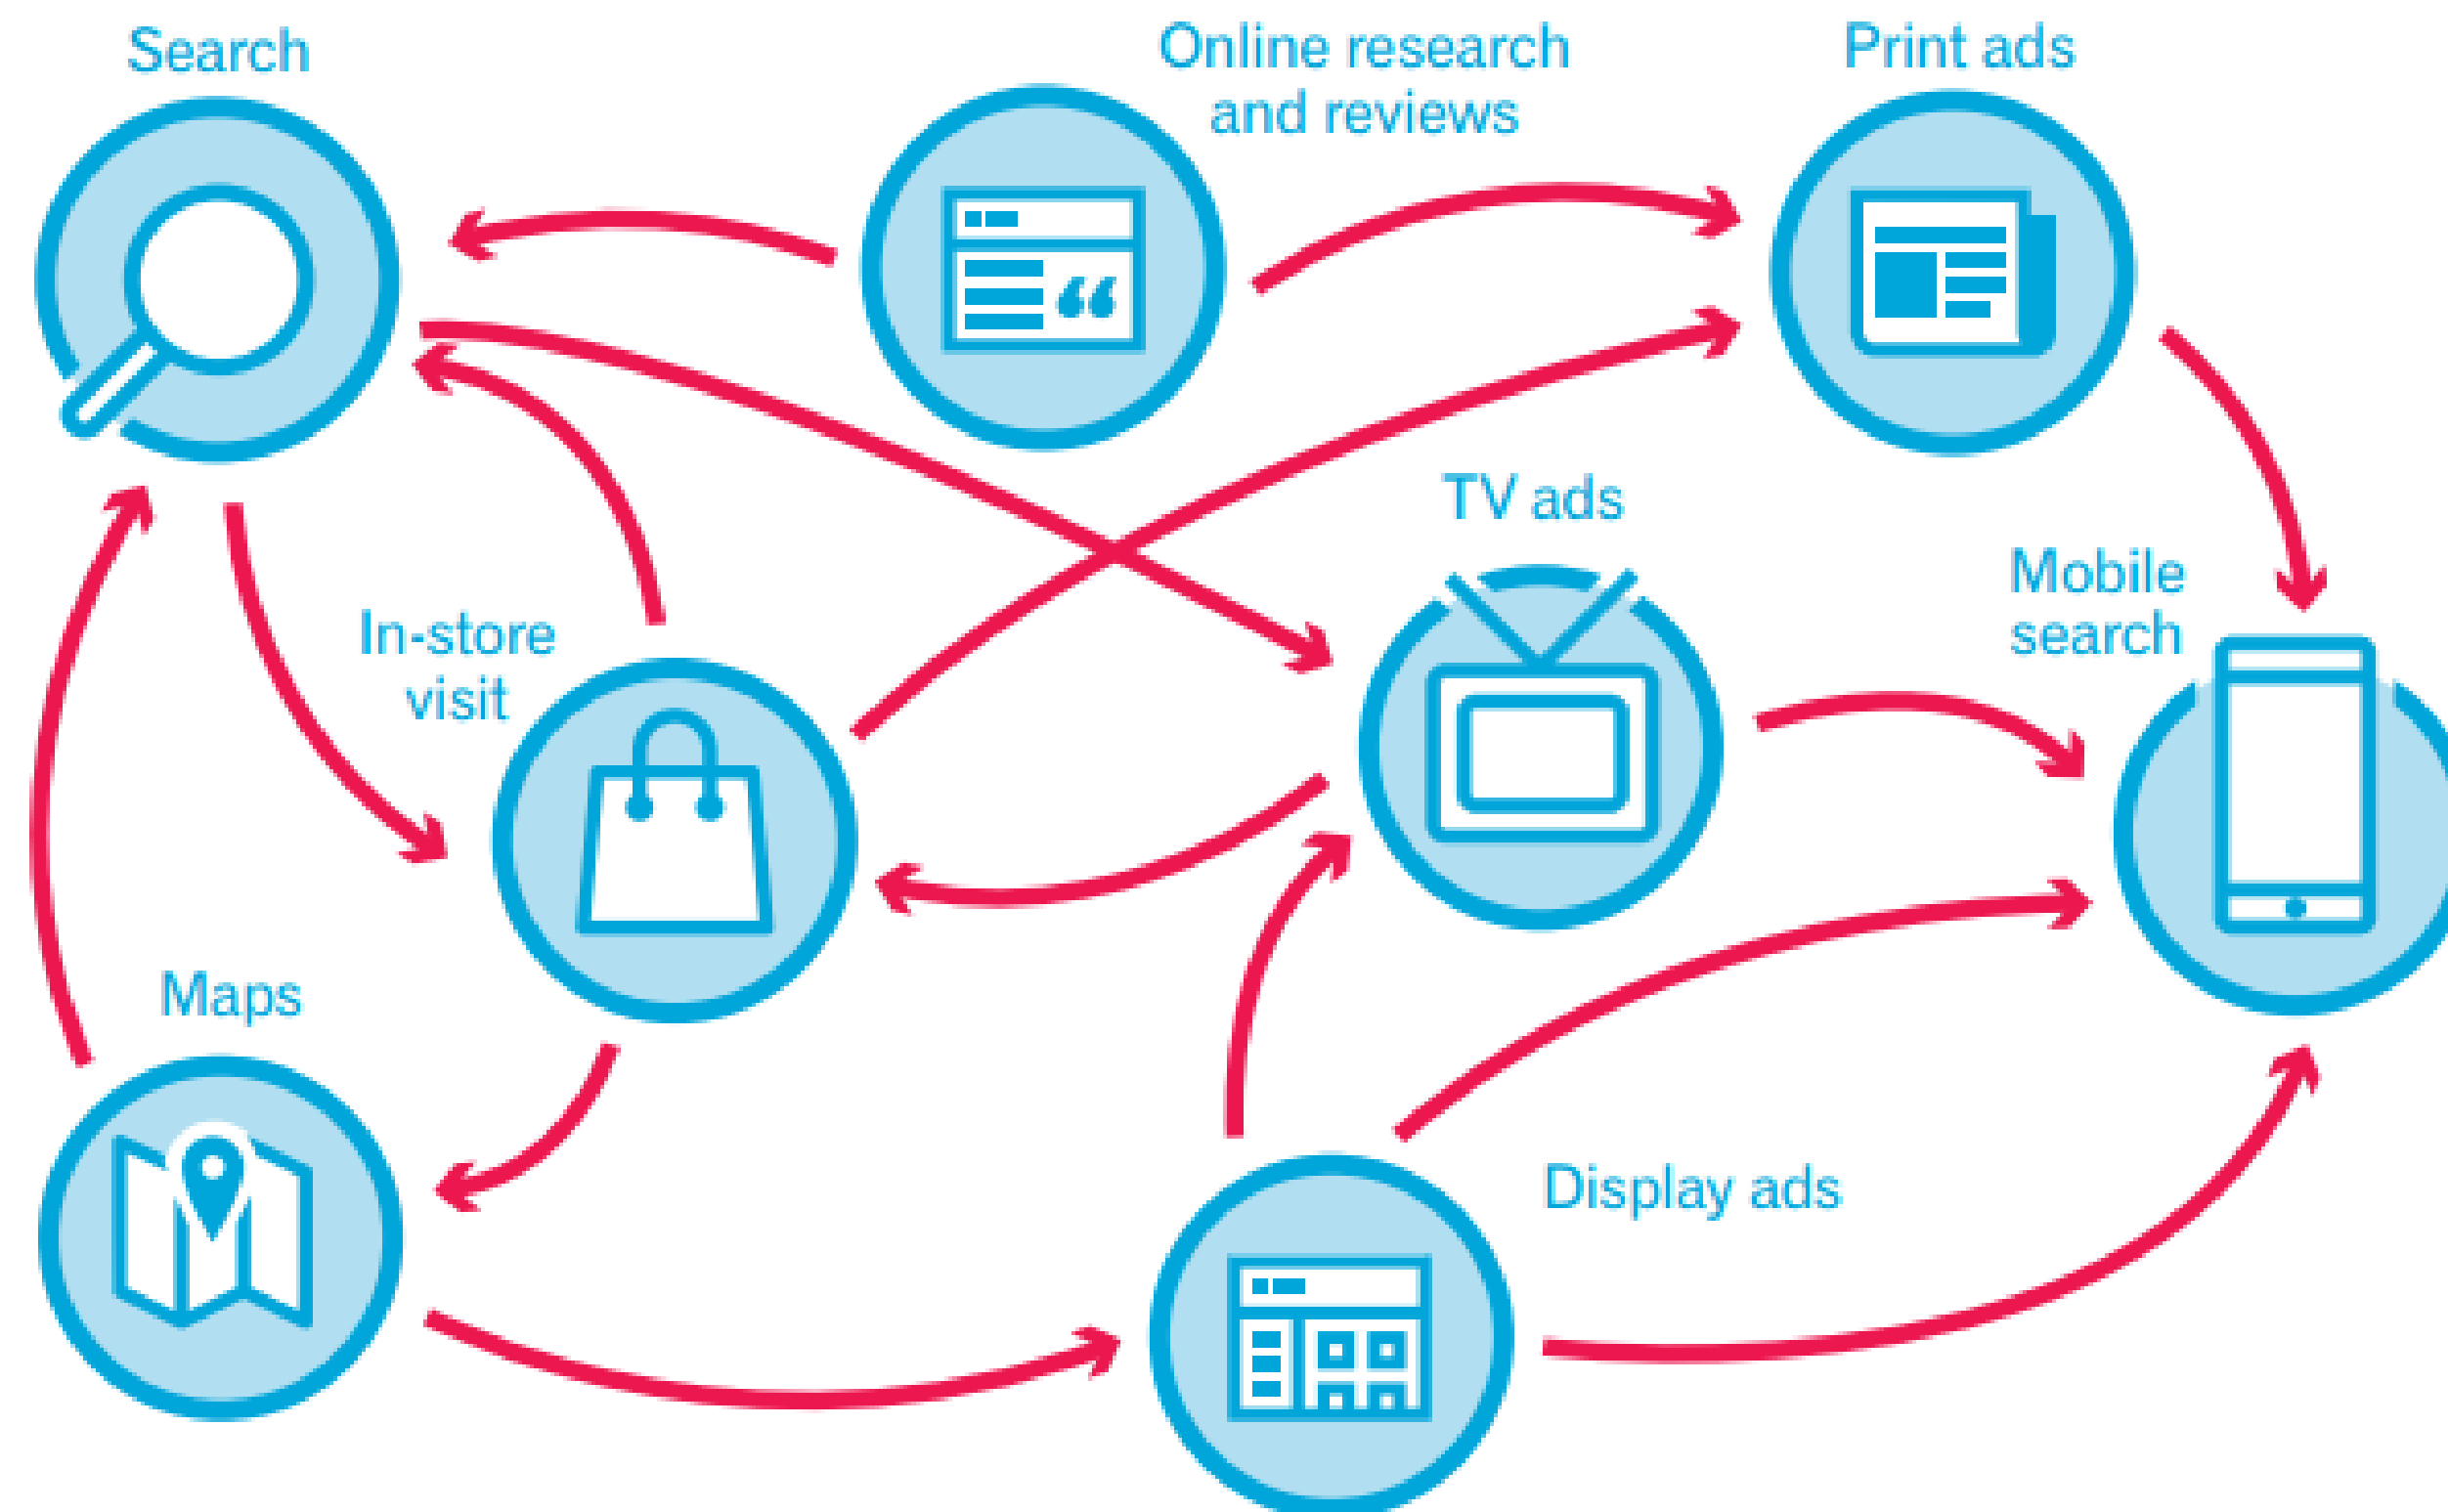 Search
Online research
and reviews
Print ads
TV ads
Mobile
search
In-store
visit
Maps
Display ads